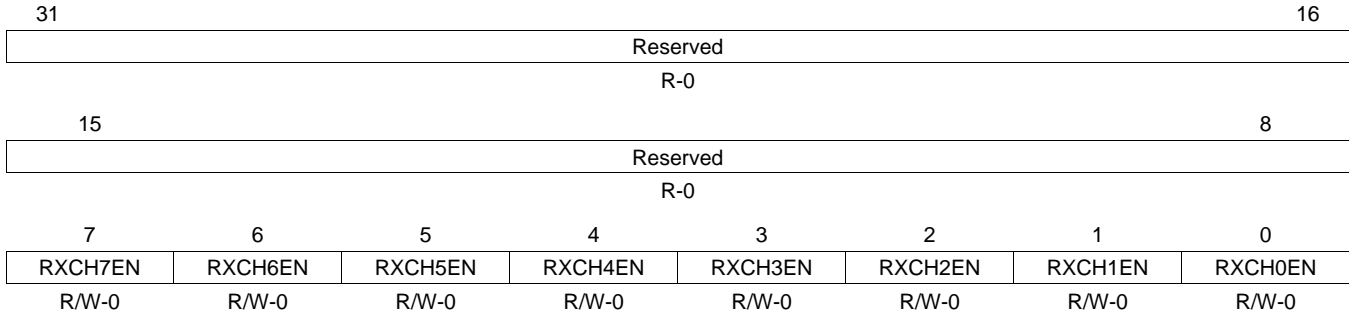 31 16
Reserved
R-0
15 8
Reserved
R-0
7 6 5 4 3 2 1 0
RXCH7EN RXCH6EN RXCH5EN RXCH4EN RXCH3EN RXCH2EN RXCH1EN RXCH0EN
R/W-0 R/W-0 R/W-0 R/W-0 R/W-0 R/W-0 R/W-0 R/W-0